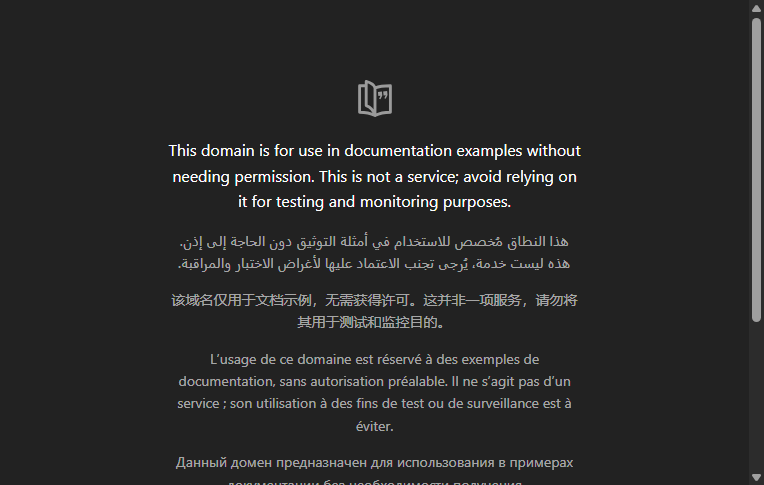 This domain is for use in documentation examples without
needing permission. This is not a service; avoid relying on
it for testing and monitoring purposes.
هذا النطاق مُخصص للاستخدام في أمثلة التوثيق دون الحاجة إلى إذن.
هذه ليست خدمة، يُرجى تجنب الاعتماد عليها لأغراض الاختبار والمراقبة.
该域名仅用于文档示例，无需获得许可。这并非一项服务，请勿将
其用于测试和监控目的。
L’usage de ce domaine est réservé à des exemples de
documentation, sans autorisation préalable. Il ne s’agit pas d’un
service ; son utilisation à des fins de test ou de surveillance est à
éviter.
Данный домен предназначен для использования в примерах
документации без необходимости получения